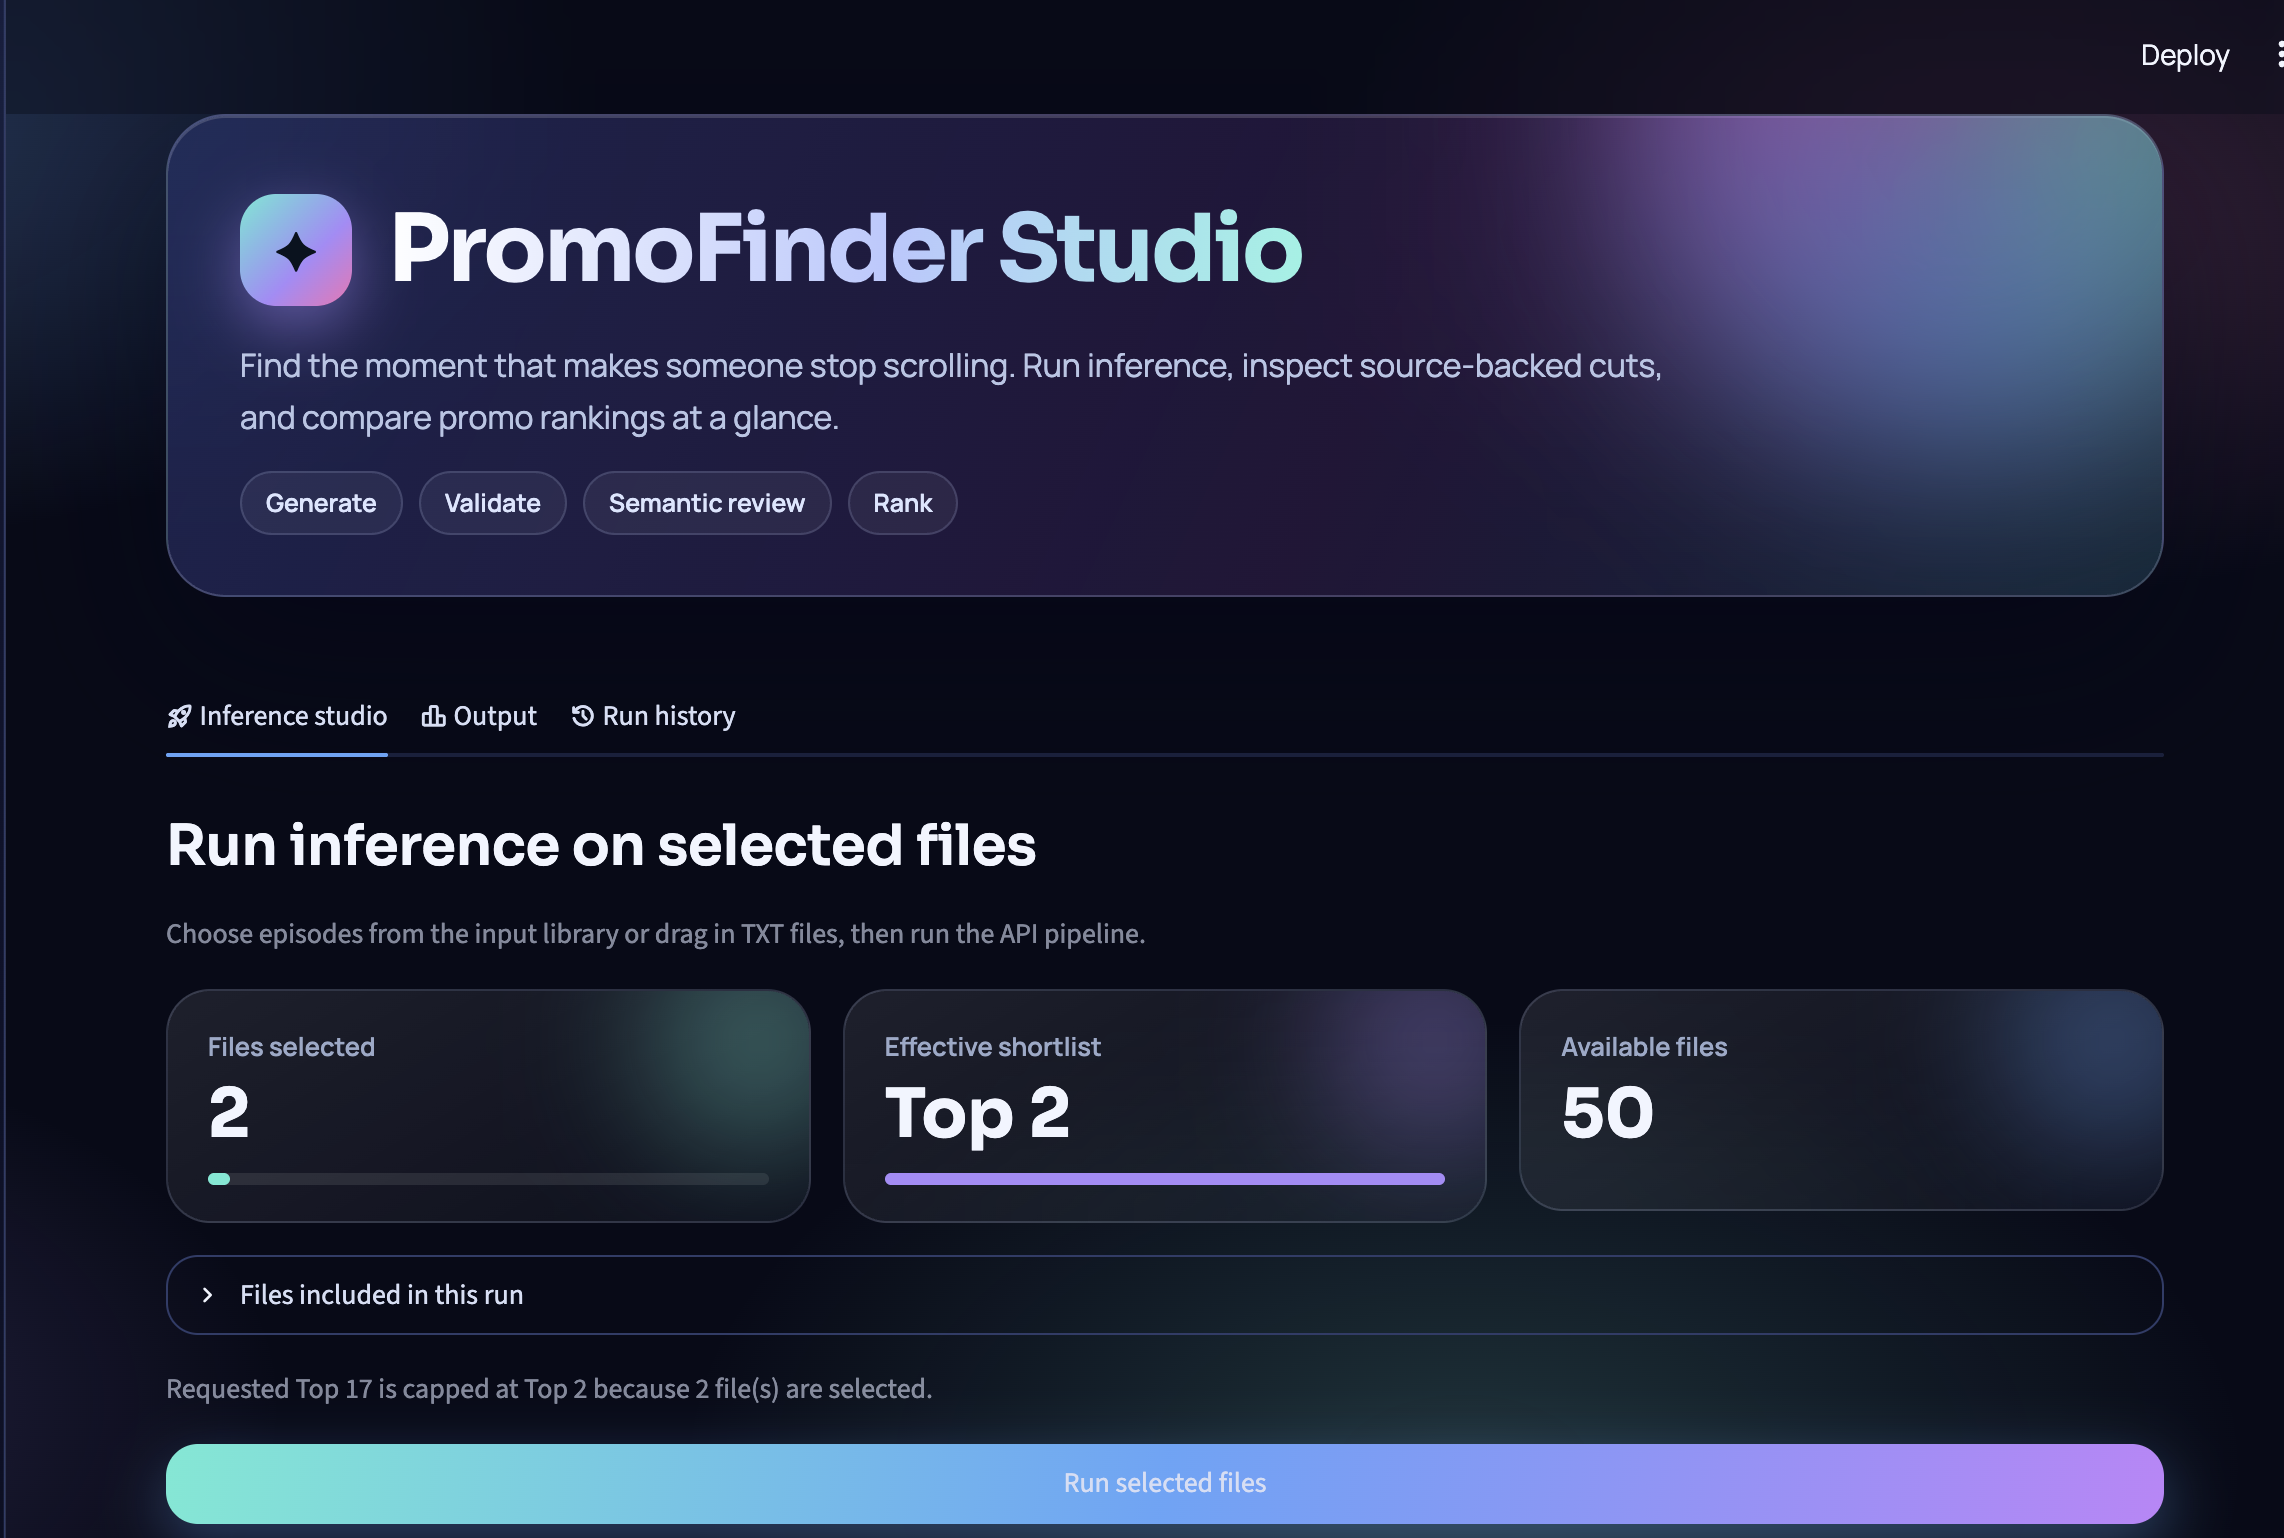 Deploy
PromoFinder Studio
Find the moment that makes someone stop scrolling. Run inference, inspect source-backed cuts,
and compare promo rankings at a glance.
Generate Validate Semantic review Rank
Inference studio Output Run history
Run inference on selected files
Choose episodes from the input library or drag in TXT files, then run the API pipeline.
Files selected
2
Effective shortlist
Top 2
Available files
50
Files included in this run
Requested Top 17 is capped at Top 2 because 2 file(s) are selected.
Run selected files